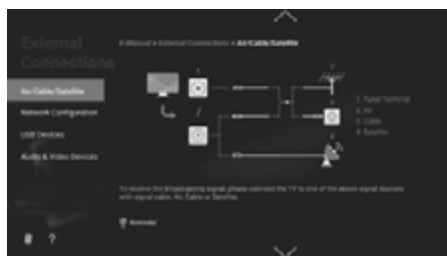 External
Connections
E-Manual > External Connections > Air/Cable/Satellite
Air/Cable/Satellite
Network Configuration
USB Devices
Audio & Video Devices
1. Tuner Terminal
2. Air
3. Cable
4. Satellite
To receive the broadcasting signal, please connect the TV to one of the above signal sources
with signal cable: Air, Cable or Satellite.
Reminder
?